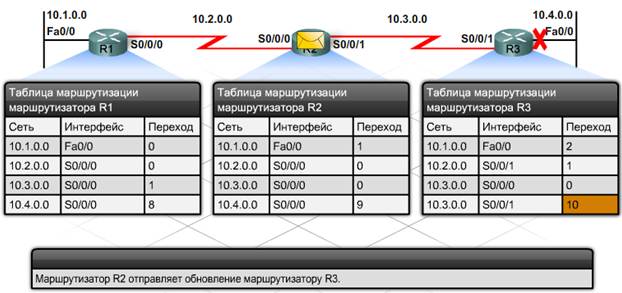 10.1.0.0 10.2.0.0 10.3.0.0 10.4.0.0
Fa0/0 S0/0/0 S0/0/0 S0/0/1 S0/0/1 Fa0/0
R1 R3
Таблица маршрутизации
маршрутизатора R1
Сеть Интерфейс Переход
10.1.0.0 Fa0/0 0
10.2.0.0 S0/0/0 0
10.3.0.0 S0/0/0 1
10.4.0.0 S0/0/0 8
Таблица маршрутизации
маршрутизатора R2
Сеть Интерфейс Переход
10.1.0.0 Fa0/0 1
10.2.0.0 S0/0/0 0
10.3.0.0 S0/0/0 0
10.4.0.0 S0/0/0 9
Таблица маршрутизации
маршрутизатора R3
Сеть Интерфейс Переход
10.1.0.0 Fa0/0 2
10.2.0.0 S0/0/1 1
10.3.0.0 S0/0/0 0
10.3.0.0 S0/0/1 10
Маршрутизатор R2 отправляет обновление маршрутизатору R3.